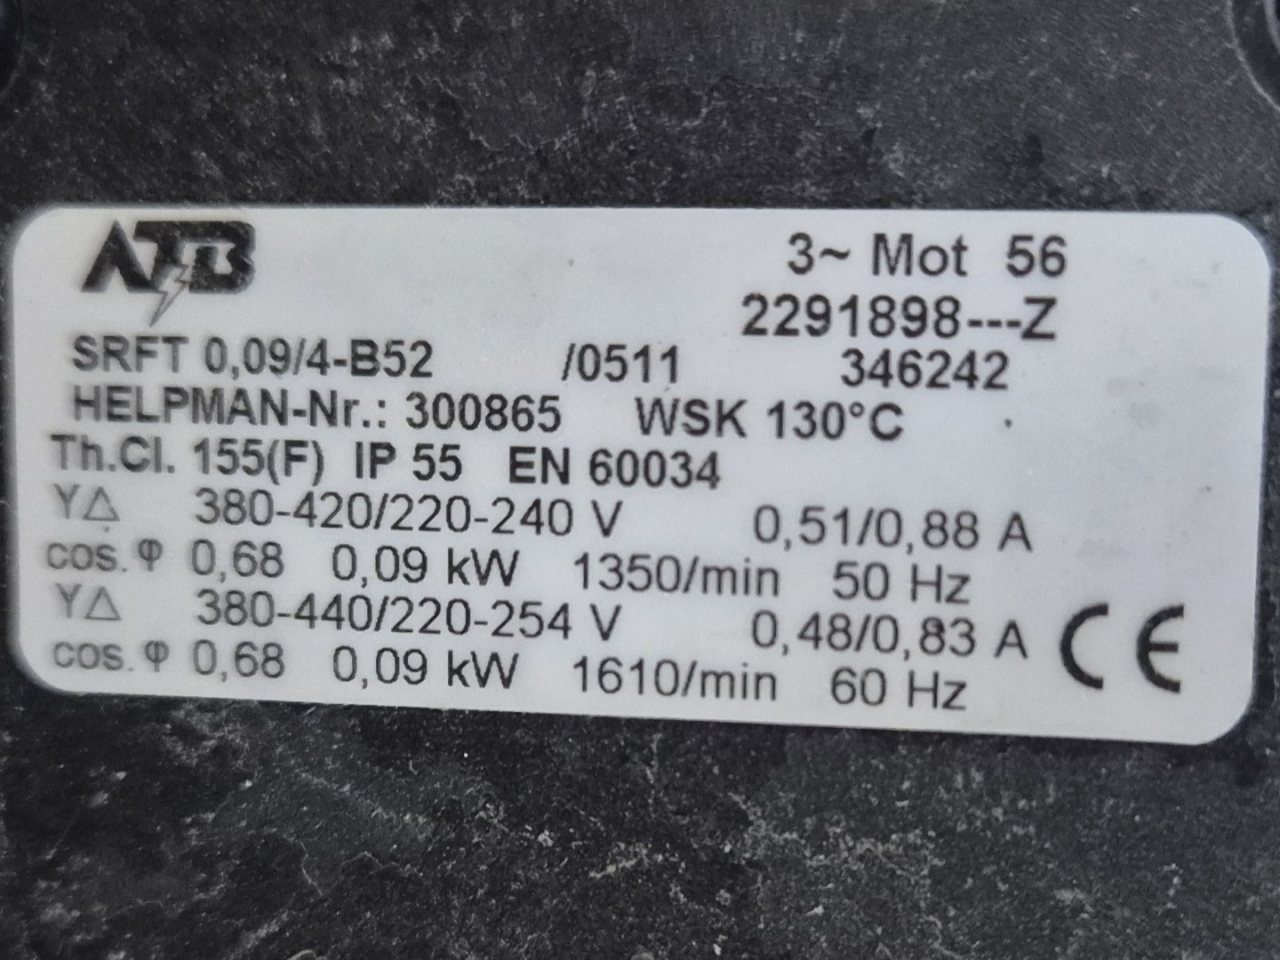 ATB
3~ Mot 56
2291898---Z
SRFT 0,09/4-B52 /0511 346242
HELPMAN-Nr.: 300865 WSK 130°C
Th.Cl. 155(F) IP 55 EN 60034
Y△ 380-420/220-240 V 0,51/0,88 A
cos. φ 0,68 0,09 kW 1350/min 50 Hz
Y△ 380-440/220-254 V 0,48/0,83 A
cos. φ 0,68 0,09 kW 1610/min 60 Hz
CE